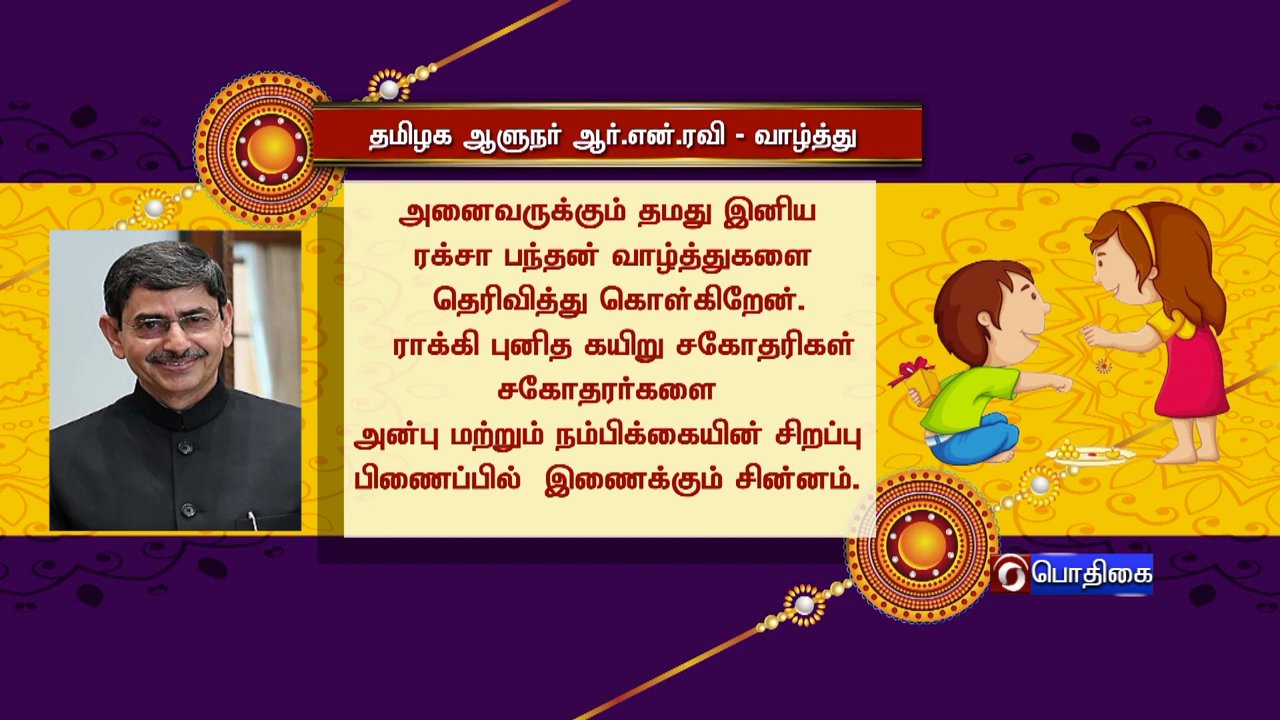 தமிழக ஆளுநர் ஆர்.என்.ரவி - வாழ்த்து
அனைவருக்கும் தமது இனிய
ரக்சா பந்தன் வாழ்த்துகளை
தெரிவித்து கொள்கிறேன்.
ராக்கி புனித கயிறு சகோதரிகள்
சகோதரர்களை
அன்பு மற்றும் நம்பிக்கையின் சிறப்பு
பிணைப்பில் இணைக்கும் சின்னம்.
பொதிகை